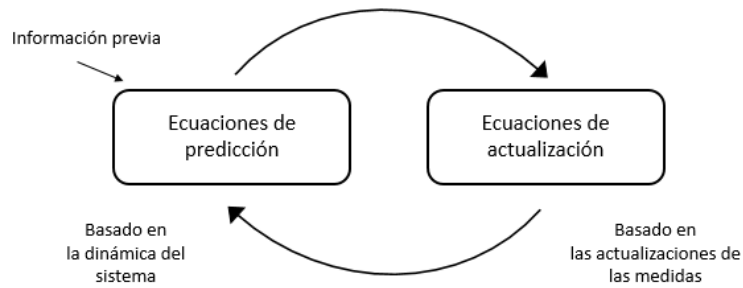 Información previa
Ecuaciones de
predicción
Ecuaciones de
actualización
Basado en
la dinámica del
sistema
Basado en
las actualizaciones de
las medidas